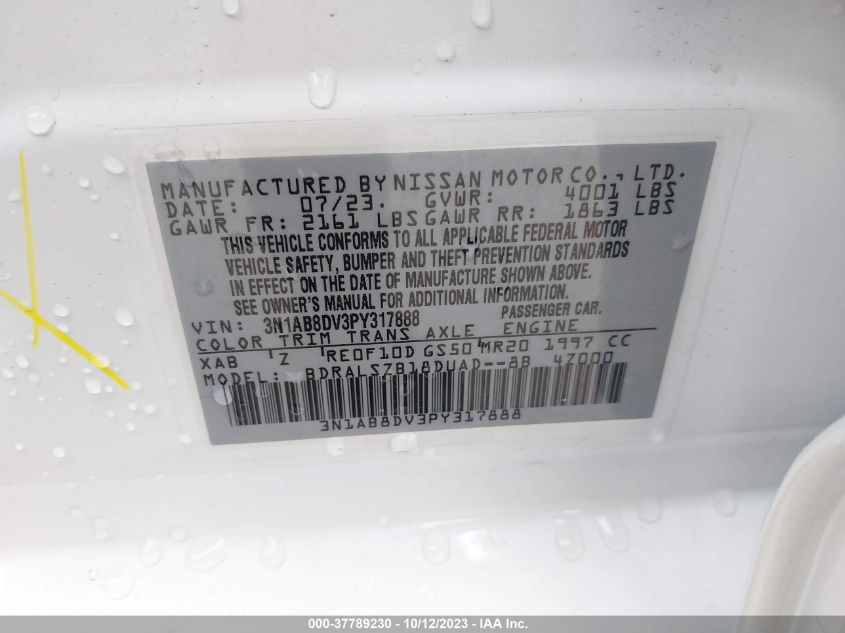 MANUFACTURED BY NISSAN MOTOR CO., LTD.
DATE: 07/23. GVWR: 4001 LBS
GAWR FR: 2161 LBS GAWR RR: 1863 LBS
THIS VEHICLE CONFORMS TO ALL APPLICABLE FEDERAL MOTOR
VEHICLE SAFETY, BUMPER AND THEFT PREVENTION STANDARDS
IN EFFECT ON THE DATE OF MANUFACTURE SHOWN ABOVE.
SEE OWNER'S MANUAL FOR ADDITIONAL INFORMATION.
VIN: 3N1AB8DV3PY317888 PASSENGER CAR.
COLOR TRIM TRANS AXLE ENGINE
XAB Z RE0F10D GS50 MR20 1997 CC
MODEL: BDRALSZB18DUAD--8B 47000
3N1AB8DV3PY317888
000-37789230 - 10/12/2023 - IAA Inc.